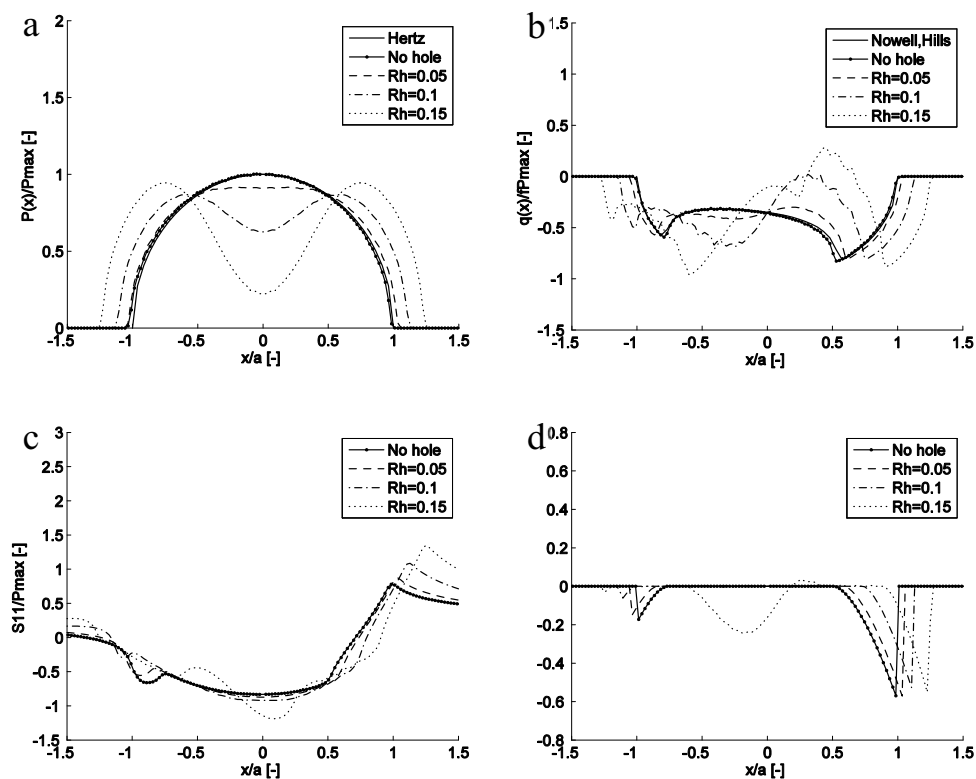 a
2
1.5
1
0.5
0
-1.5
-1
-0.5
0
0.5
1
1.5
P(x)/Pmax [-]
x/a [-]
Hertz
No hole
Rh=0.05
Rh=0.1
Rh=0.15
b
1.5
1
0.5
0
-0.5
-1
-1.5
-1.5
-1
-0.5
0
0.5
1
1.5
q(x)/fPmax [-]
x/a [-]
Nowell,Hills
No hole
Rh=0.05
Rh=0.1
Rh=0.15
c
3
2.5
2
1.5
1
0.5
0
-0.5
-1
-1.5
-1.5
-1
-0.5
0
0.5
1
1.5
S11/Pmax [-]
x/a [-]
No hole
Rh=0.05
Rh=0.1
Rh=0.15
d
0.8
0.6
0.4
0.2
0
-0.2
-0.4
-0.6
-0.8
-1.5
-1
-0.5
0
0.5
1
1.5
x/a [-]
No hole
Rh=0.05
Rh=0.1
Rh=0.15